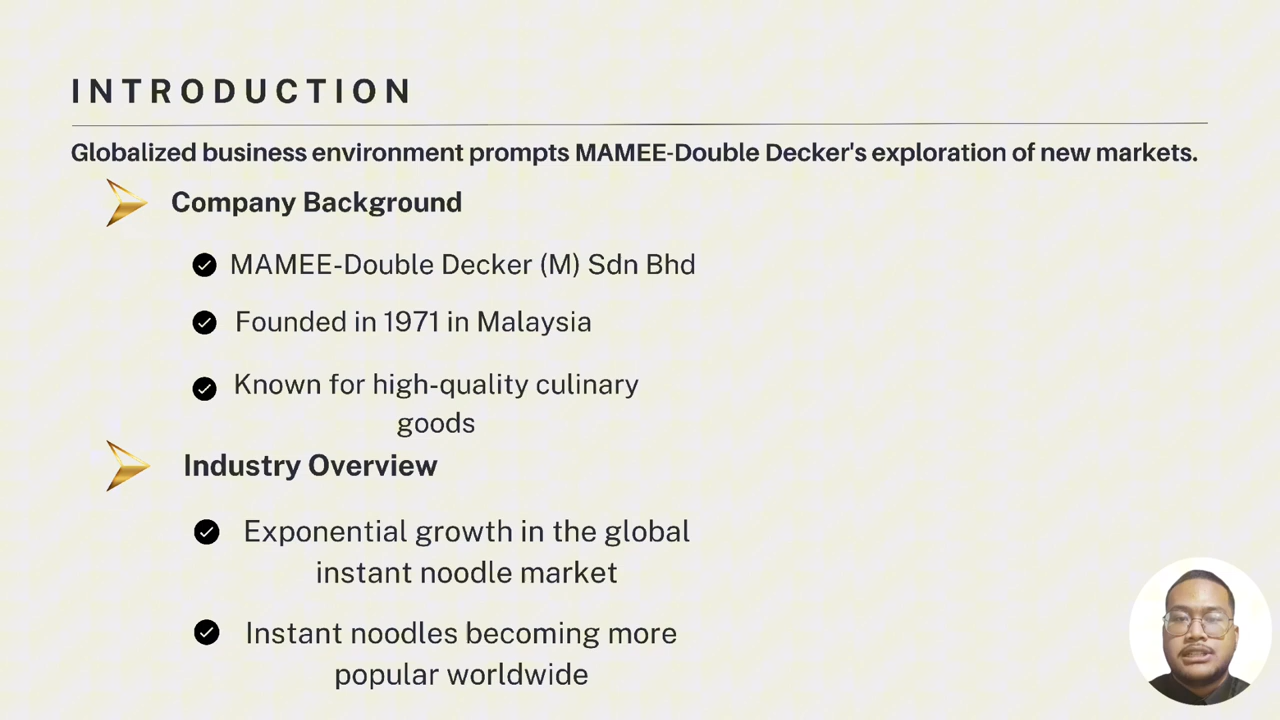 INTRODUCTION
Globalized business environment prompts MAMEE-Double Decker's exploration of new markets.
Company Background
MAMEE-Double Decker (M) Sdn Bhd
Founded in 1971 in Malaysia
Known for high-quality culinary
goods
Industry Overview
Exponential growth in the global
instant noodle market
Instant noodles becoming more
popular worldwide